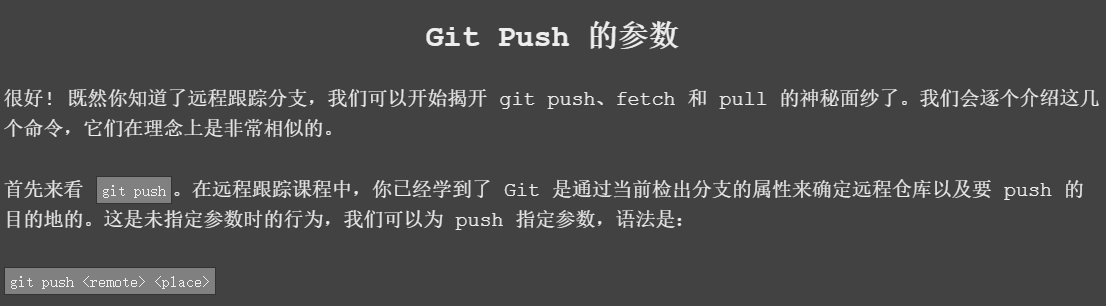 Git Push 的参数
很好! 既然你知道了远程跟踪分支，我们可以开始揭开 git push、fetch 和 pull 的神秘面纱了。我们会逐个介绍这几
个命令，它们在理念上是非常相似的。
首先来看 git push。在远程跟踪课程中，你已经学到了 Git 是通过当前检出分支的属性来确定远程仓库以及要 push 的
目的地的。这是未指定参数时的行为，我们可以为 push 指定参数，语法是：
git push <remote> <place>